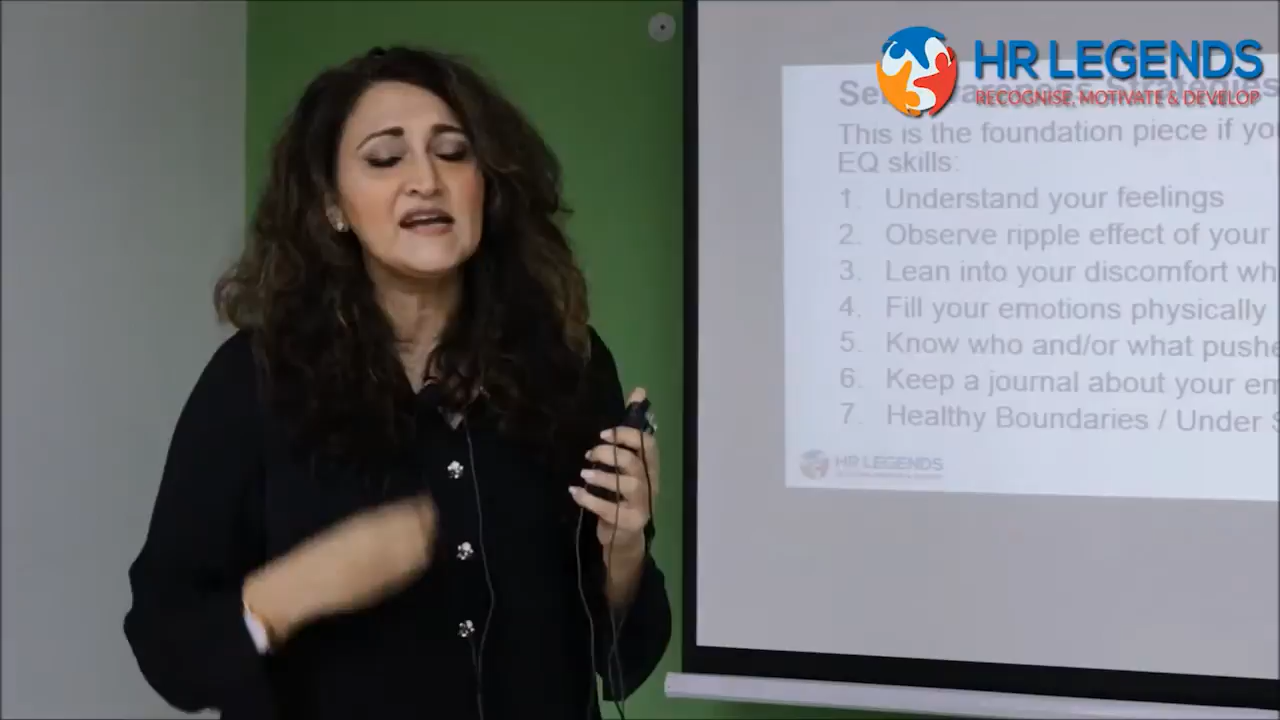 HR LEGENDS
RECOGNISE, MOTIVATE & DEVELOP
This is the foundation piece if yo
EQ skills:
1. Understand your feelings
2. Observe ripple effect of your
3. Lean into your discomfort wh
4. Fill your emotions physically
5. Know who and/or what pushe
6. Keep a journal about your em
7. Healthy Boundaries / Under S
HR LEGENDS